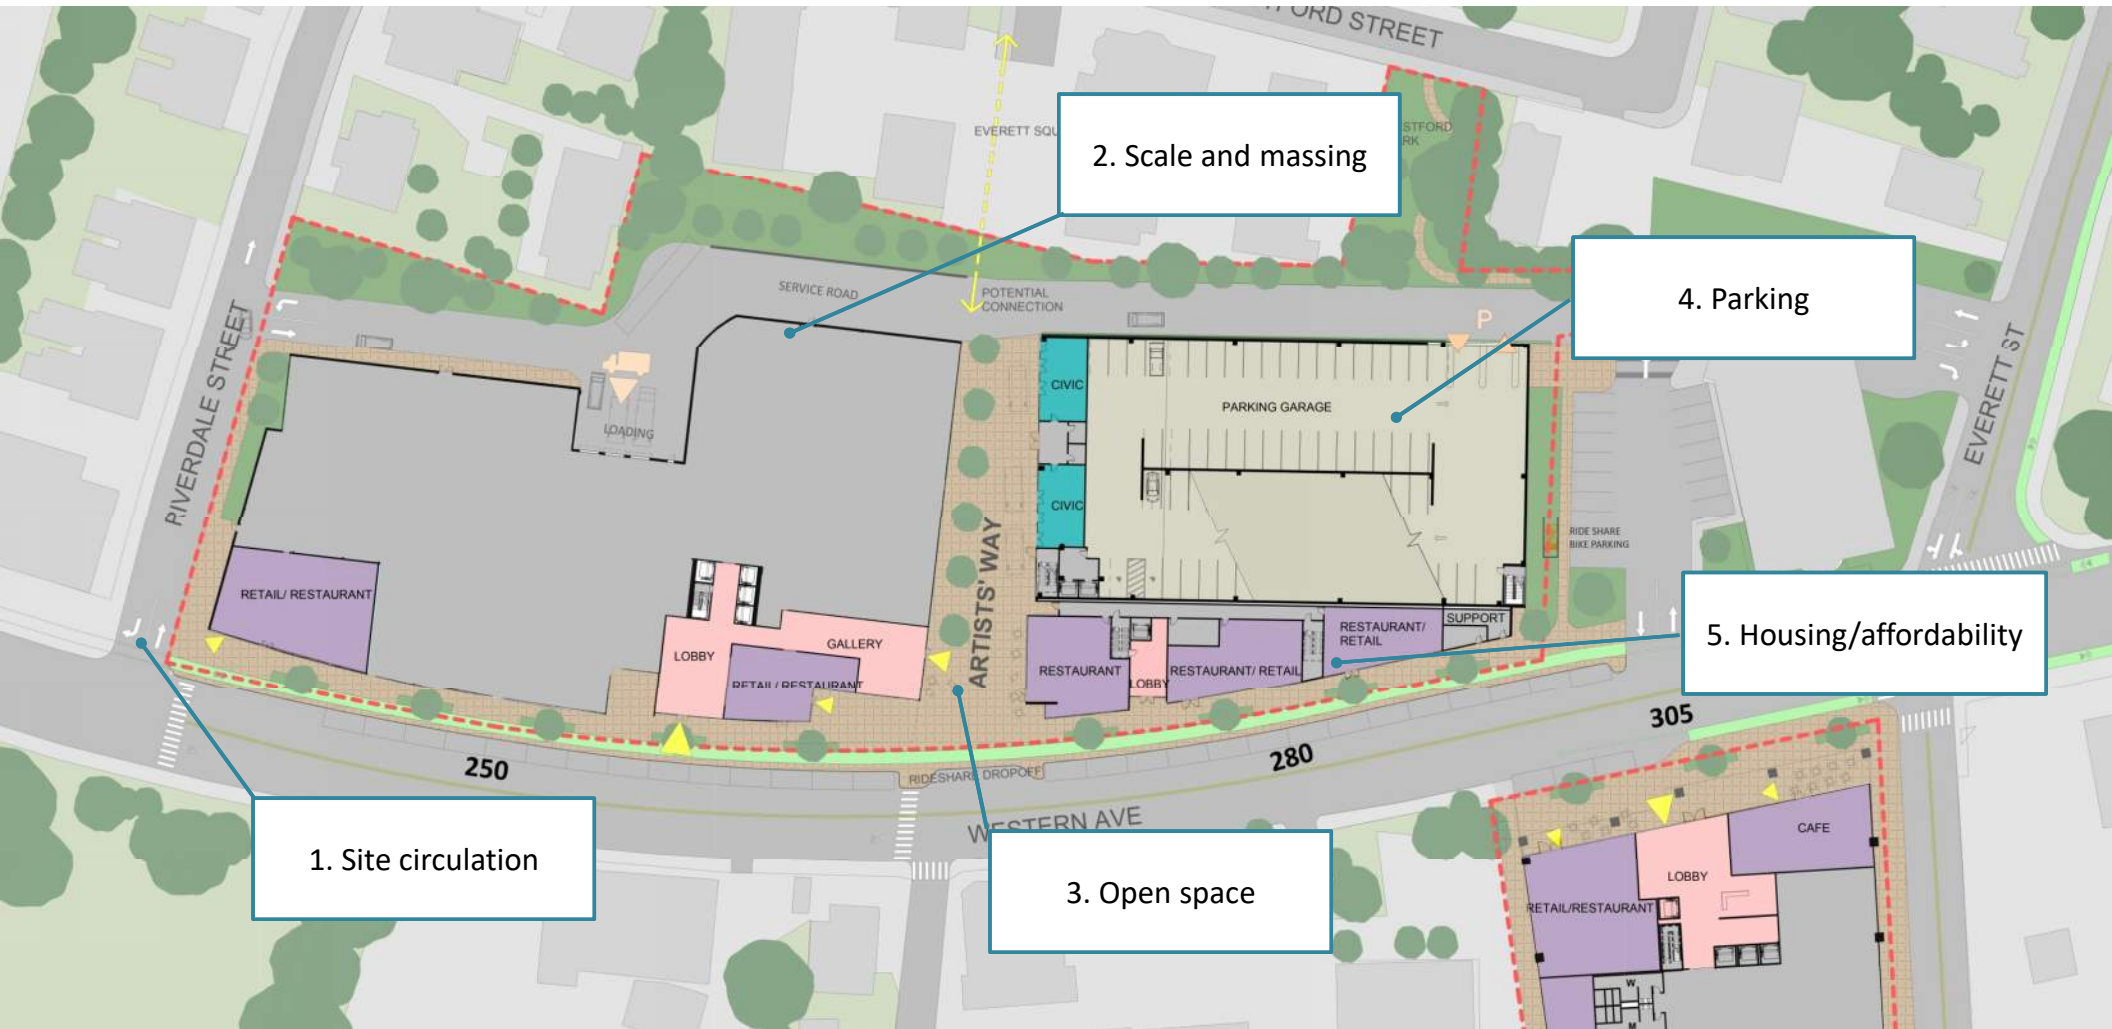 STREET
EVERETT
2. Scale and massing
STFORD
RK
4. Parking
SERVICE ROAD
POTENTIAL
CONNECTION
P
RIVERDALE STREET
EVERETT ST
CIVIC
PARKING GARAGE
LOADING
CIVIC
RIDE SHARE
BIKE PARKING
ARTISTS' WAY
RETAIL/ RESTAURANT
GALLERY
LOBBY
RETAIL / RESTAURANT
RESTAURANT
LOBBY
RESTAURANT/ RETAIL
RESTAURANT/
RETAIL
SUPPORT
5. Housing/affordability
305
250
280
RIDESHARE DROPOFF
WESTERN AVE
1. Site circulation
3. Open space
CAFE
LOBBY
RETAIL/RESTAURANT
W
M